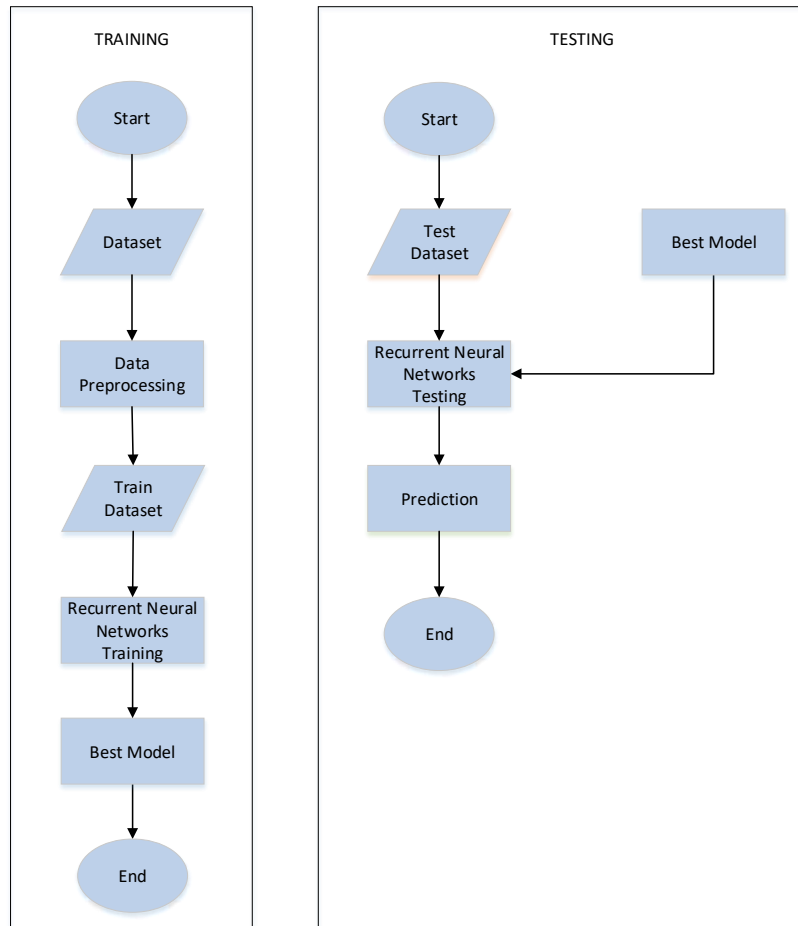 TRAINING
Start
Dataset
Data
Preprocessing
Train
Dataset
Recurrent Neural
Networks
Training
Best Model
End
TESTING
Start
Test
Dataset
Best Model
Recurrent Neural
Networks
Testing
Prediction
End